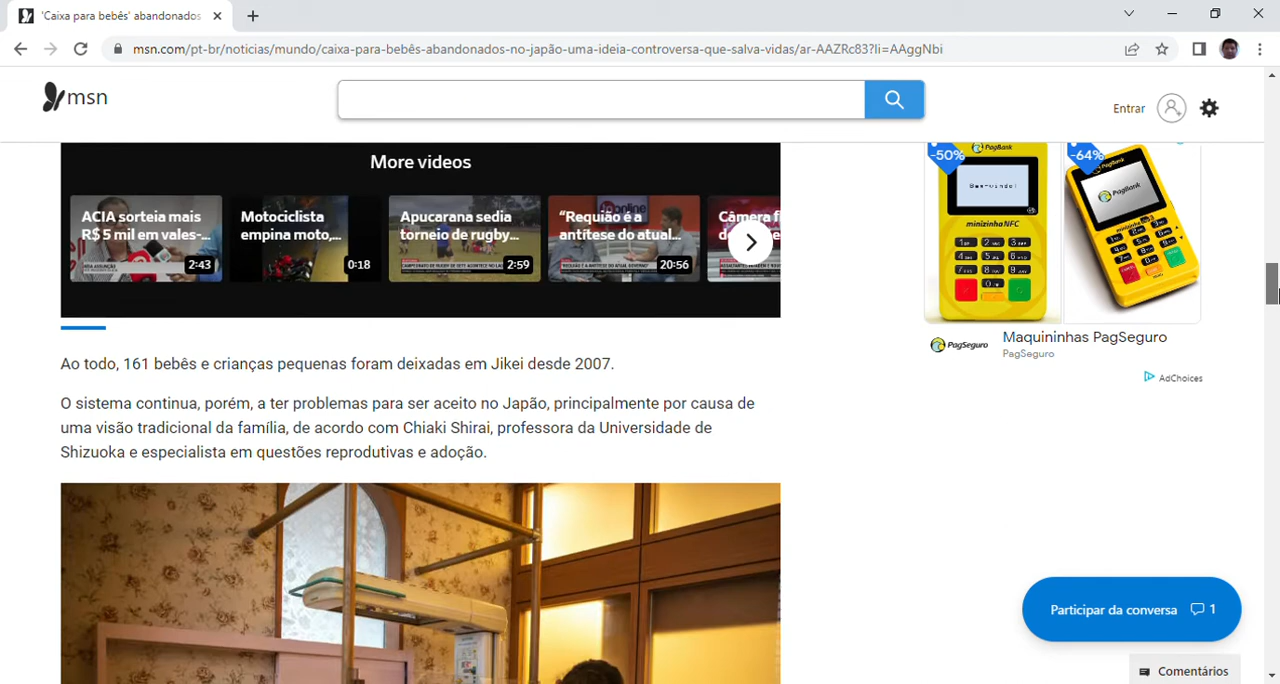 'Caixa para bebês' abandonados
msn.com/pt-br/noticias/mundo/caixa-para-bebês-abandonados-no-japão-uma-ideia-controversa-que-salva-vidas/ar-AAZRc83?li=AAggNbi
msn
Entrar
More videos
ACIA sorteia mais
R$ 5 mil em vales-...
2:43
Motociclista
empina moto,...
0:18
Apucarana sedia
torneio de rugby...
2:59
“Requião é a
antítese do atual...
20:56
Câmera f
-50%
PagBank
Bem-vindo!
minizinha NFC
-64%
PagBank
minizinha
Maquininhas PagSeguro
PagSeguro
PagSeguro
AdChoices
Ao todo, 161 bebês e crianças pequenas foram deixadas em Jikei desde 2007.
O sistema continua, porém, a ter problemas para ser aceito no Japão, principalmente por causa de
uma visão tradicional da família, de acordo com Chiaki Shirai, professora da Universidade de
Shizuoka e especialista em questões reprodutivas e adoção.
Participar da conversa 1
Comentários